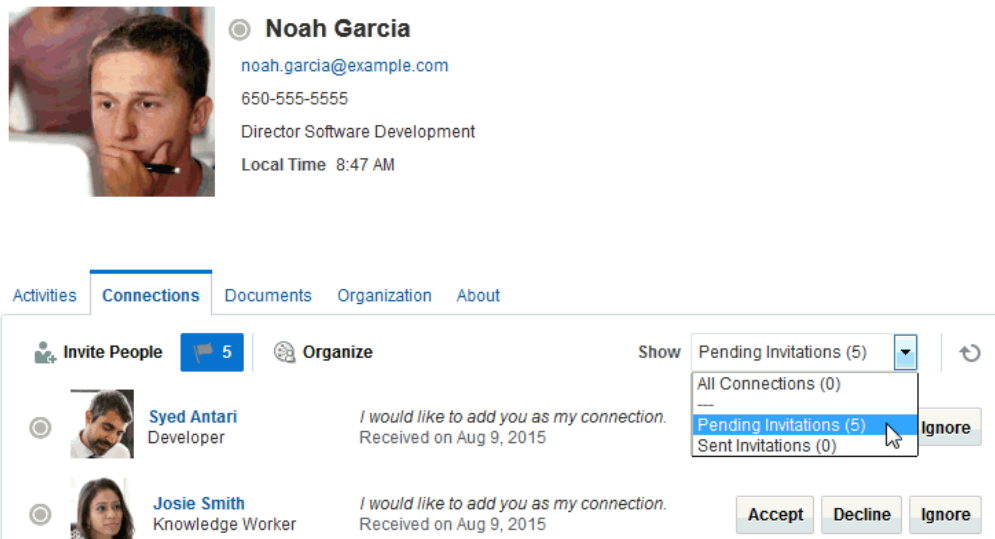 Noah Garcia
noah.garcia@example.com
650-555-5555
Director Software Development
Local Time 8:47 AM
Activities Connections Documents Organization About
Invite People 5 Organize Show Pending Invitations (5)
All Connections (0)
---
Pending Invitations (5)
Sent Invitations (0)
Syed Antari
Developer
I would like to add you as my connection.
Received on Aug 9, 2015
Ignore
Josie Smith
Knowledge Worker
I would like to add you as my connection.
Received on Aug 9, 2015
Accept Decline Ignore